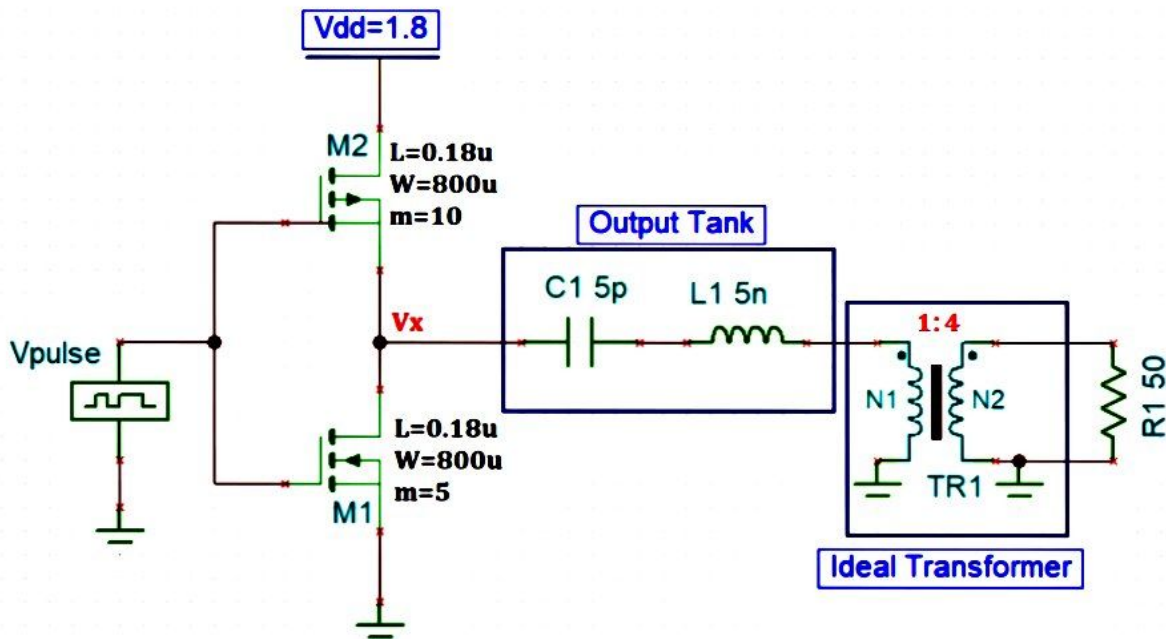 Vdd=1.8
M2
L=0.18u
W=800u
m=10
Output Tank
C1 5p
L1 5n
Vx
1:4
Vpulse
N1
N2
R1 50
L=0.18u
W=800u
m=5
M1
TR1
Ideal Transformer